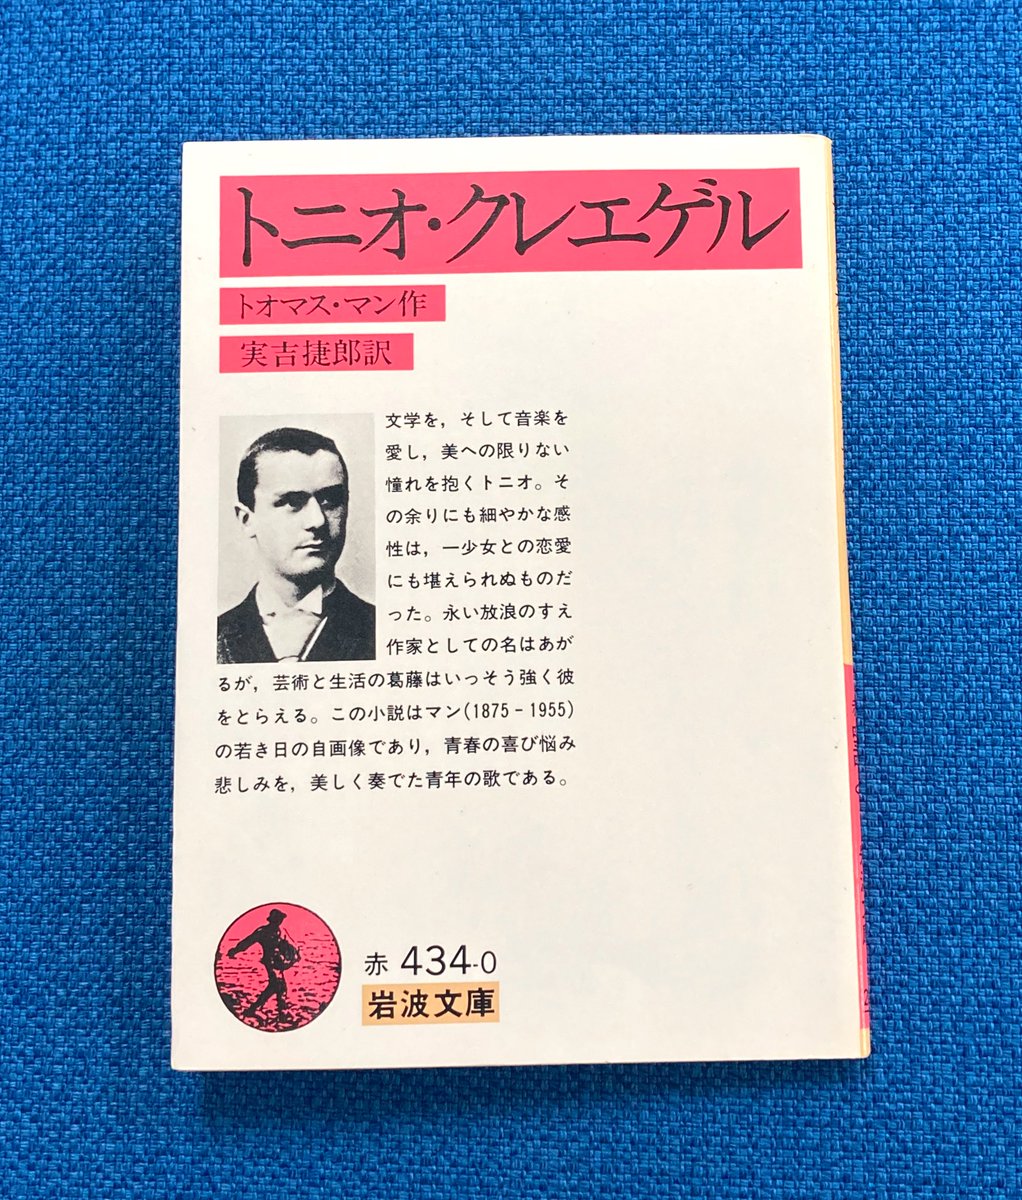 トニオ・クレエゲル
トオマス・マン作
実吉捷郎訳
文学を，そして音楽を
愛し，美への限りない
憧れを抱くトニオ。そ
の余りにも細やかな感
性は，一少女との恋愛
にも堪えられぬものだ
った。永い放浪のすえ
作家としての名はあが
るが，芸術と生活の葛藤はいっそう強く彼
をとらえる。この小説はマン(1875－1955)
の若き日の自画像であり，青春の喜び悩み
悲しみを，美しく奏でた青年の歌である。
赤 434-0
岩波文庫